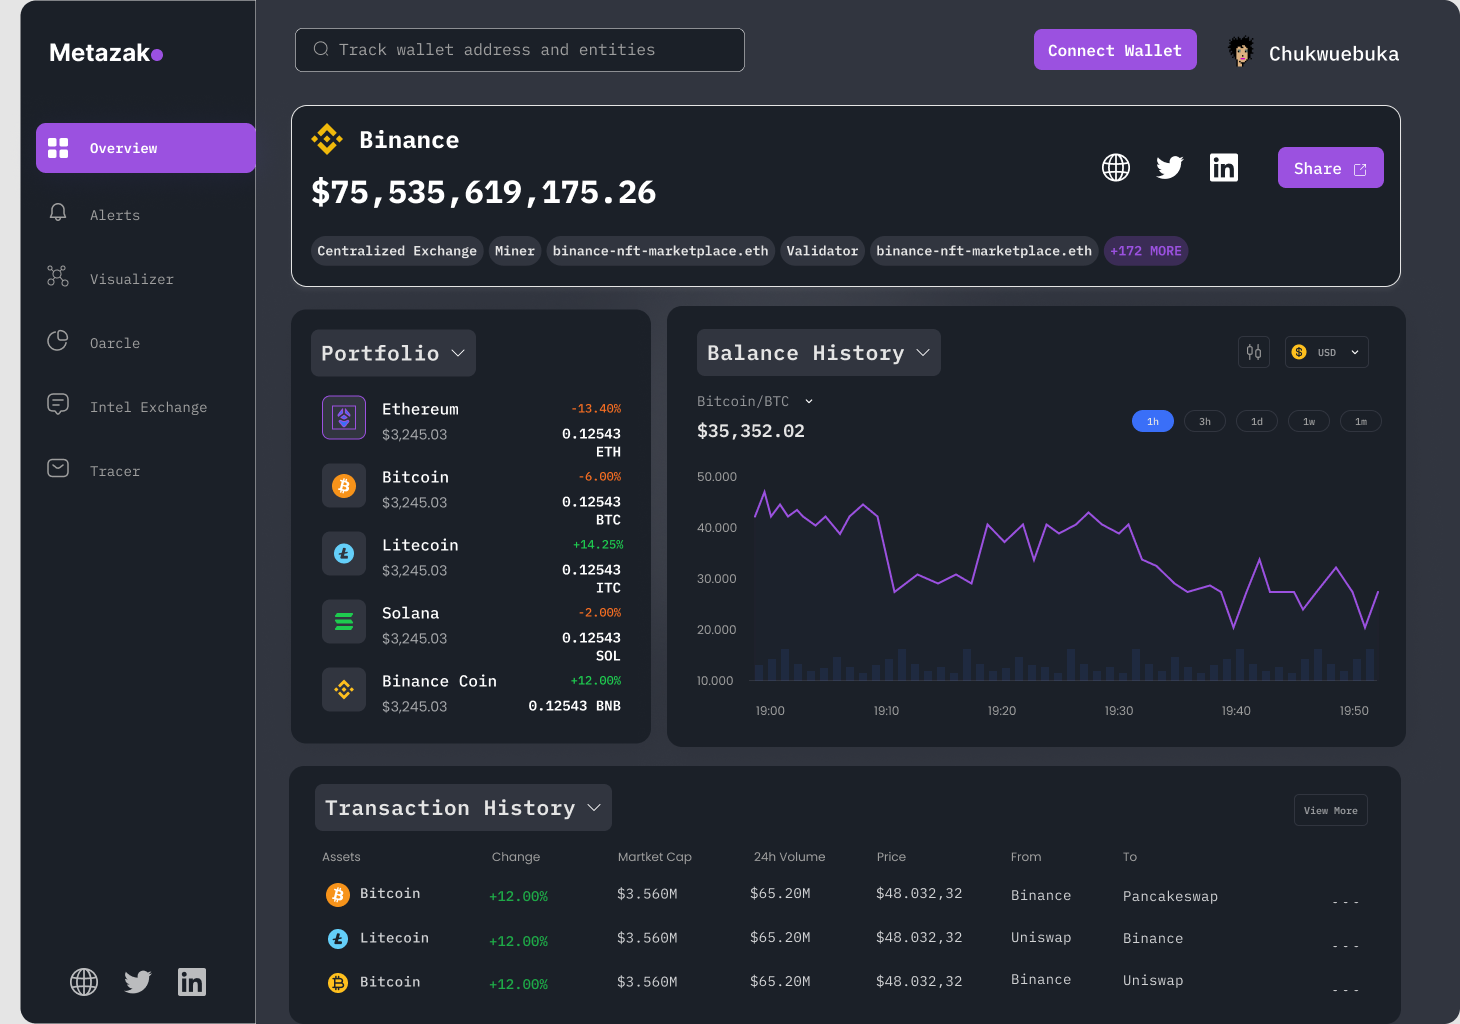 Metazak
Track wallet address and entities
Connect Wallet
Chukwuebuka
Overview
Alerts
Visualizer
Oarcle
Intel Exchange
Tracer
Binance
$75,535,619,175.26
Share
Centralized Exchange Miner binance-nft-marketplace.eth Validator binance-nft-marketplace.eth +172 MORE
Portfolio
Ethereum -13.40%
$3,245.03 0.12543
ETH
Bitcoin -6.00%
$3,245.03 0.12543
BTC
Litecoin +14.25%
$3,245.03 0.12543
ITC
Solana -2.00%
$3,245.03 0.12543
SOL
Binance Coin +12.00%
$3,245.03 0.12543 BNB
Balance History
USD
Bitcoin/BTC
$35,352.02
1h 3h 1d 1w 1m
50.000
40.000
30.000
20.000
10.000
19:00 19:10 19:20 19:30 19:40 19:50
Transaction History
View More
Assets Change Martket Cap 24h Volume Price From To
Bitcoin +12.00% $3.560M $65.20M $48.032,32 Binance Pancakeswap ---
Litecoin +12.00% $3.560M $65.20M $48.032,32 Uniswap Binance ---
Bitcoin +12.00% $3.560M $65.20M $48.032,32 Binance Uniswap ---